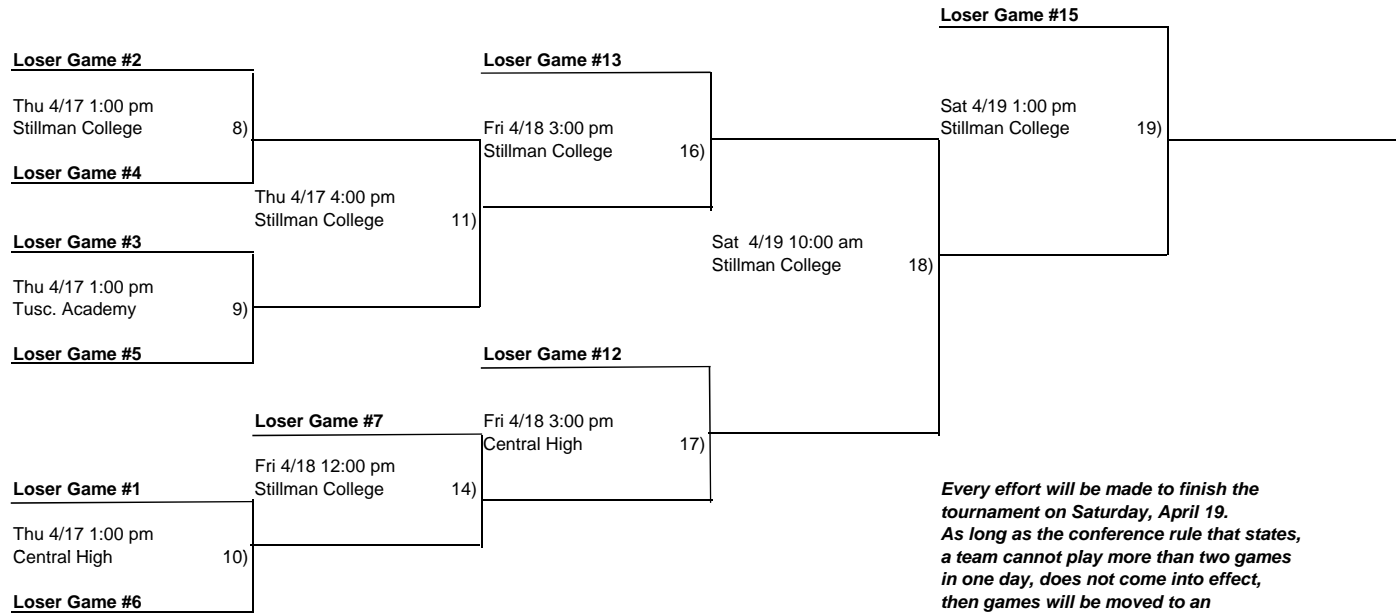 Loser Game #15
Loser Game #2
Loser Game #13
Thu 4/17 1:00 pm
Stillman College 8)
Sat 4/19 1:00 pm
Stillman College 19)
Fri 4/18 3:00 pm
Stillman College 16)
Loser Game #4
Thu 4/17 4:00 pm
Stillman College 11)
Loser Game #3
Sat 4/19 10:00 am
Stillman College 18)
Thu 4/17 1:00 pm
Tusc. Academy 9)
Loser Game #5
Loser Game #12
Loser Game #7
Fri 4/18 3:00 pm
Central High 17)
Fri 4/18 12:00 pm
Stillman College 14)
Loser Game #1
Thu 4/17 1:00 pm
Central High 10)
Loser Game #6
Every effort will be made to finish the
tournament on Saturday, April 19.
As long as the conference rule that states,
a team cannot play more than two games
in one day, does not come into effect,
then games will be moved to an